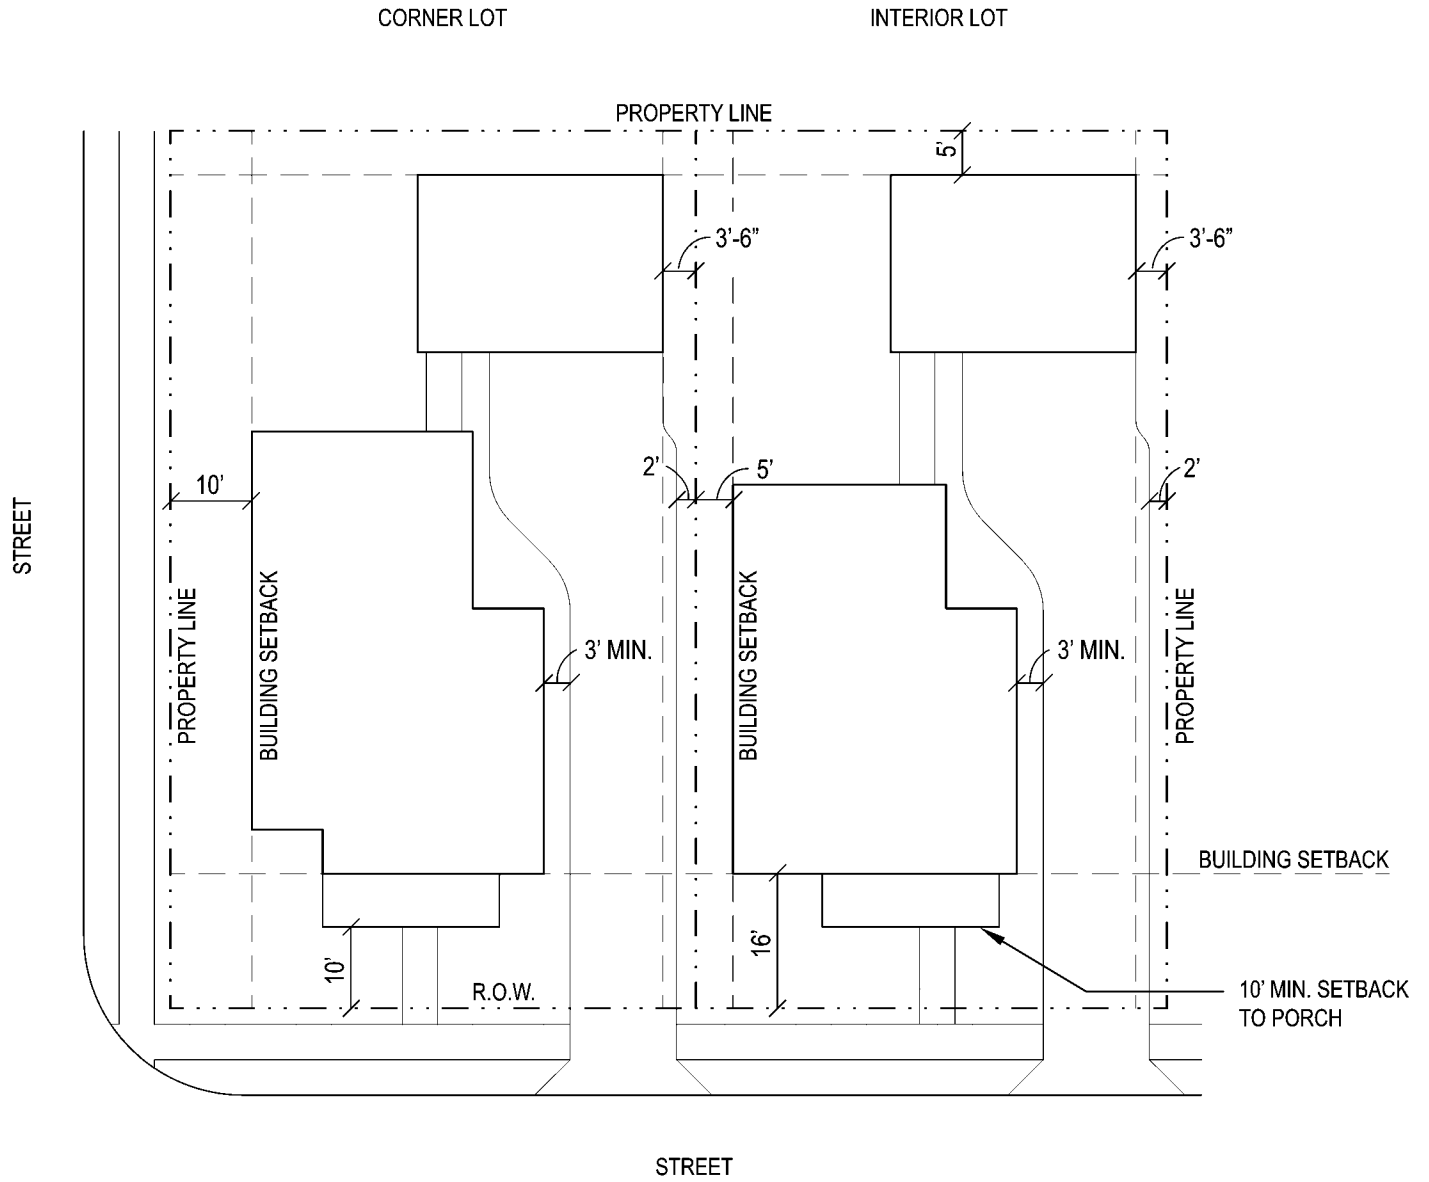 CORNER LOT
INTERIOR LOT
PROPERTY LINE
5'
3'-6”
3'-6”
10'
2'
5'
2'
STREET
PROPERTY LINE
BUILDING SETBACK
3' MIN.
BUILDING SETBACK
3' MIN.
PROPERTY LINE
BUILDING SETBACK
10'
R.O.W.
16'
10' MIN. SETBACK
TO PORCH
STREET